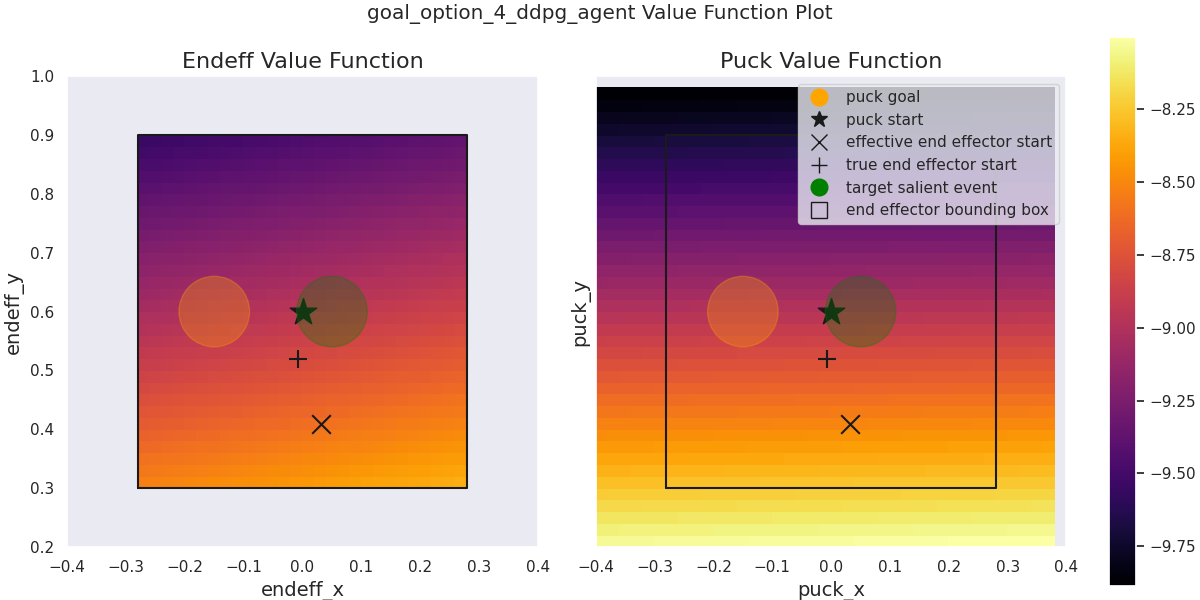 goal_option_4_ddpg_agent Value Function Plot
Endeff Value Function
1.0
0.9
0.8
0.7
0.6
0.5
0.4
0.3
0.2
endeff_y
−0.4 −0.3 −0.2 −0.1 0.0 0.1 0.2 0.3 0.4
endeff_x
Puck Value Function
puck goal
puck start
effective end effector start
true end effector start
target salient event
end effector bounding box
puck_y
−0.4 −0.3 −0.2 −0.1 0.0 0.1 0.2 0.3 0.4
puck_x
−8.25
−8.50
−8.75
−9.00
−9.25
−9.50
−9.75